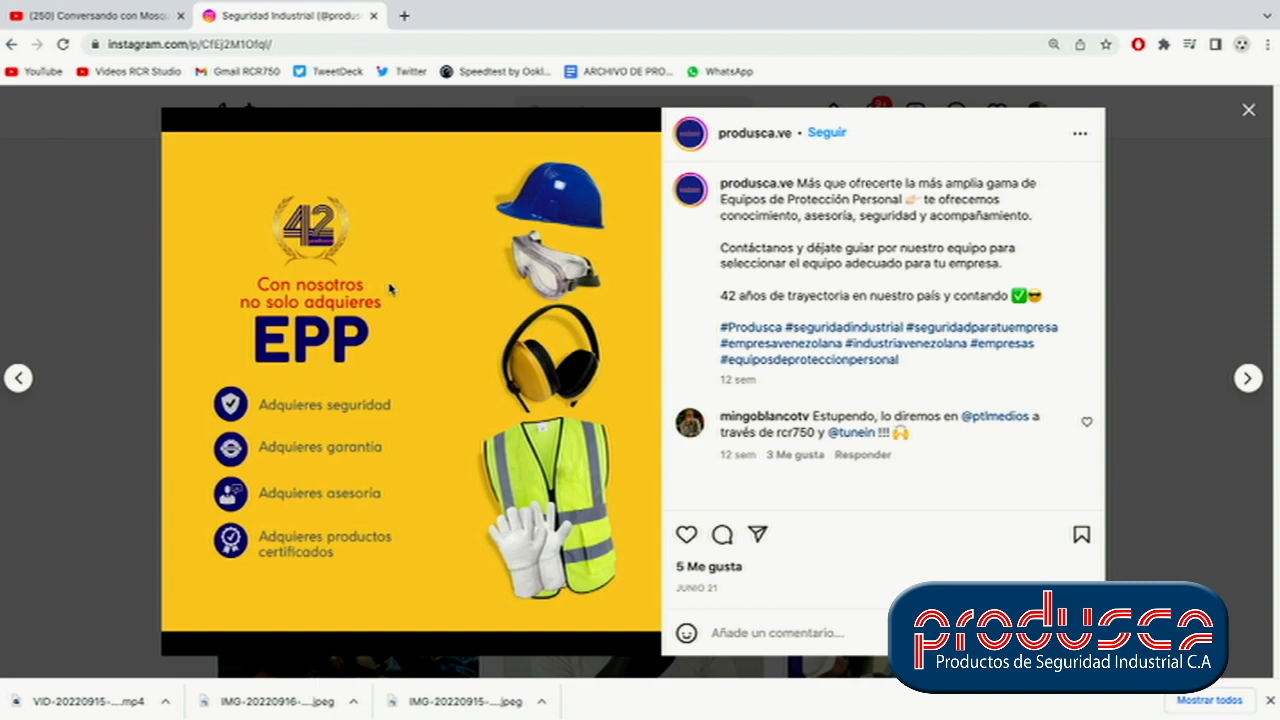 (250) Conversando con Mosq
Seguridad Industrial (@produs
instagram.com/p/CfEj2M1Ofql/
YouTube
Videos RCR Studio
Gmail RCR750
TweetDeck
Twitter
Speedtest by Ookl...
ARCHIVO DE PRO...
WhatsApp
42
Con nosotros
no solo adquieres
EPP
Adquieres seguridad
Adquieres garantía
Adquieres asesoría
Adquieres productos
certificados
produsca.ve • Seguir
produsca.ve Más que ofrecerte la más amplia gama de
Equipos de Protección Personal 👉🏻 te ofrecemos
conocimiento, asesoría, seguridad y acompañamiento.
Contáctanos y déjate guiar por nuestro equipo para
seleccionar el equipo adecuado para tu empresa.
42 años de trayectoria en nuestro país y contando ✅😎
#Produsca #seguridadindustrial #seguridadparatuempresa
#empresavenezolana #industriavenezolana #empresas
#equiposdeproteccionpersonal
12 sem
mingoblancotv Estupendo, lo diremos en @ptlmedios a
través de rcr750 y @tunein !!! 🙌
12 sem 3 Me gusta Responder
5 Me gusta
JUNIO 21
Añade un comentario...
produsca
Productos de Seguridad Industrial C.A
VID-20220915-....mp4
IMG-20220916-....jpeg
IMG-20220915-....jpeg
Mostrar todos